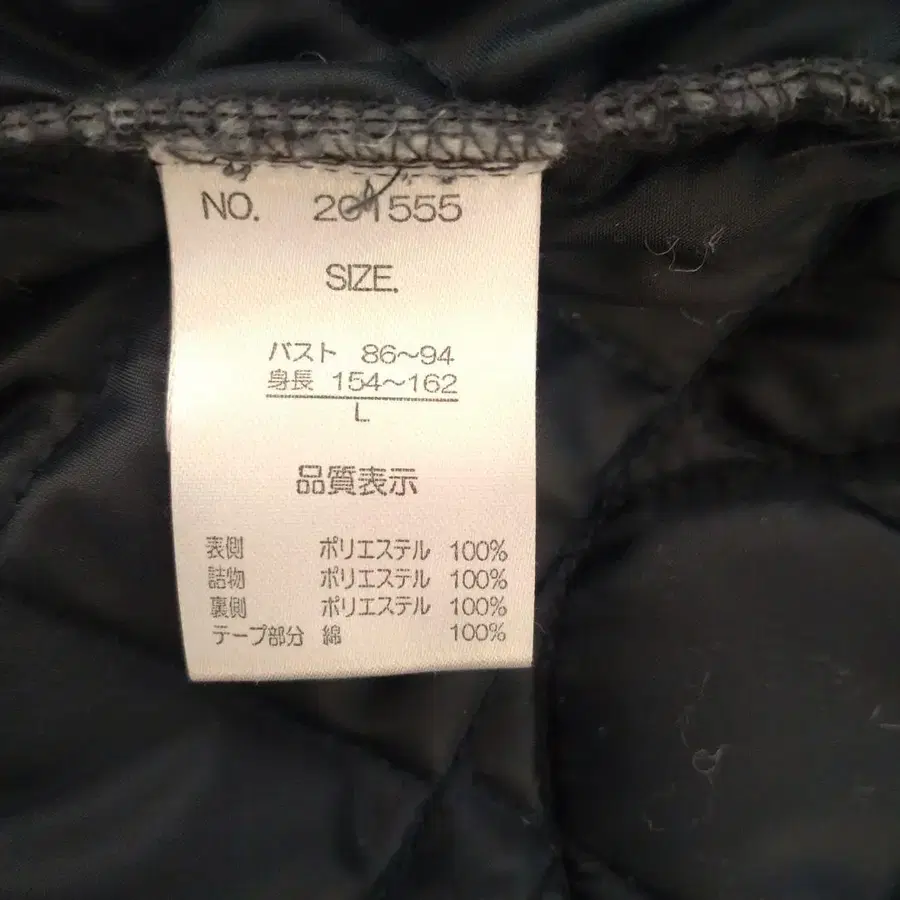 NO. 201555
SIZE.
バスト 86~94
身長 154~162
L
品質表示
表側 ポリエステル 100%
詰物 ポリエステル 100%
裏側 ポリエステル 100%
テープ部分 綿 100%